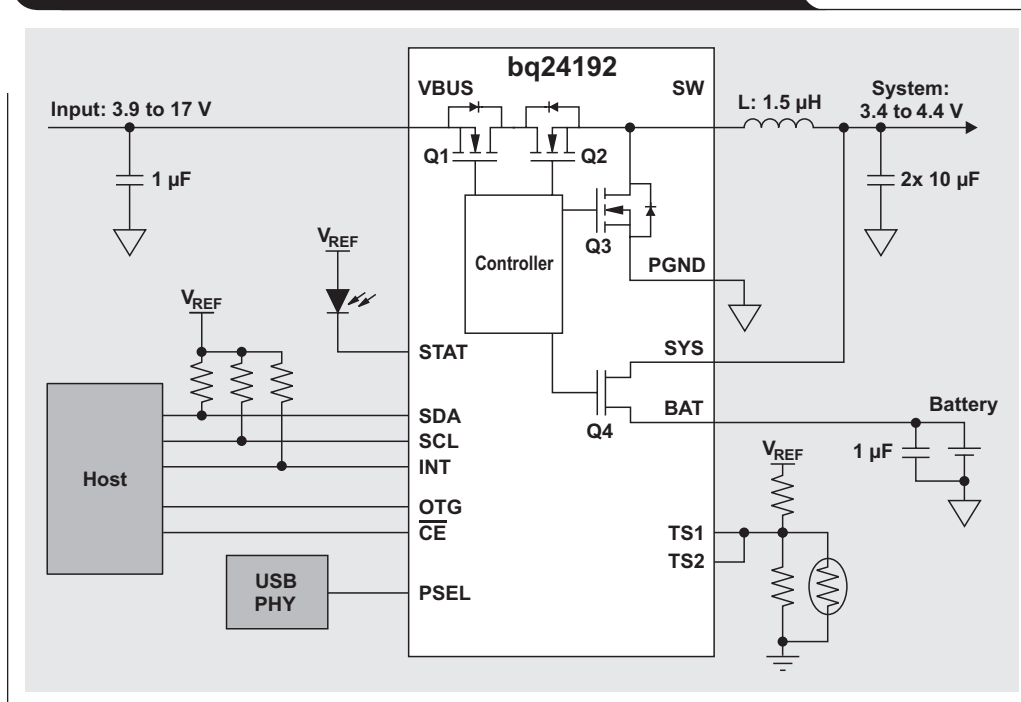 bq24192
VBUS
SW
Input: 3.9 to 17 V
L: 1.5 µH
System:
3.4 to 4.4 V
Q1
Q2
1 µF
2x 10 µF
Q3
VREF
Controller
PGND
VREF
STAT
SYS
SDA
BAT
Battery
Q4
SCL
VREF
1 µF
INT
Host
OTG
CE
TS1
TS2
USB
PHY
PSEL